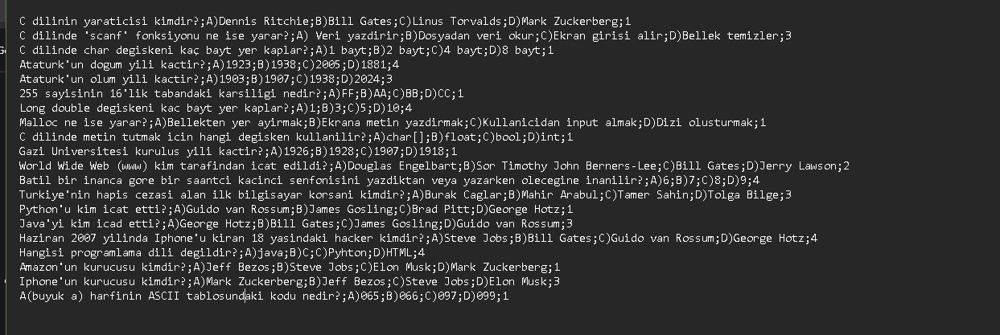 C dilinin yaraticisi kimdir?;A)Dennis Ritchie;B)Bill Gates;C)Linus Torvalds;D)Mark Zuckerberg;1
C dilinde 'scanf' fonksiyonu ne ise yarar?;A) Veri yazdirir;B)Dosyadan veri okur;C)Ekran girisi alir;D)Bellek temizler;3
C dilinde char degiskeni kaç bayt yer kaplar?;A)1 bayt;B)2 bayt;C)4 bayt;D)8 bayt;1
Ataturk'un dogum yili kactir?;A)1923;B)1938;C)2005;D)1881;4
Ataturk'un olum yili kactir?;A)1903;B)1907;C)1938;D)2024;3
255 sayisinin 16'lik tabandaki karsiligi nedir?;A)FF;B)AA;C)BB;D)CC;1
Long double degiskeni kac bayt yer kaplar?;A)1;B)3;C)5;D)10;4
Malloc ne ise yarar?;A)Bellekten yer ayirmak;B)Ekrana metin yazdirmak;C)Kullanicidan input almak;D)Dizi olusturmak;1
C dilinde metin tutmak icin hangi degisken kullanilir?;A)char[];B)float;C)bool;D)int;1
Gazi Universitesi kurulus yili kactir?;A)1926;B)1928;C)1907;D)1918;1
World Wide Web (www) kim tarafindan icat edildi?;A)Douglas Engelbart;B)Sor Timothy John Berners-Lee;C)Bill Gates;D)Jerry Lawson;2
Batil bir inanca gore bir saantci kacinci senfonisini yazdiktan veya yazarken olecegine inanilir?;A)6;B)7;C)8;D)9;4
Turkiye'nin hapis cezasi alan ilk bilgisayar korsani kimdir?;A)Burak Caglar;B)Mahir Arabul;C)Tamer Sahin;D)Tolga Bilge;3
Python'u kim icat etti?;A)Guido van Rossum;B)James Gosling;C)Brad Pitt;D)George Hotz;1
Java'yi kim icad etti?;A)George Hotz;B)Bill Gates;C)James Gosling;D)Guido van Rossum;3
Haziran 2007 yilinda Iphone'u kiran 18 yasindaki hacker kimdir?;A)Steve Jobs;B)Bill Gates;C)Guido van Rossum;D)George Hotz;4
Hangisi programlama dili degildir?;A)java;B)C;C)Pyhton;D)HTML;4
Amazon'un kurucusu kimdir?;A)Jeff Bezos;B)Steve Jobs;C)Elon Musk;D)Mark Zuckerberg;1
Iphone'un kurucusu kimdir?;A)Mark Zuckerberg;B)Jeff Bezos;C)Steve Jobs;D)Elon Musk;3
A(buyuk a) harfinin ASCII tablosundaki kodu nedir?;A)065;B)066;C)097;D)099;1